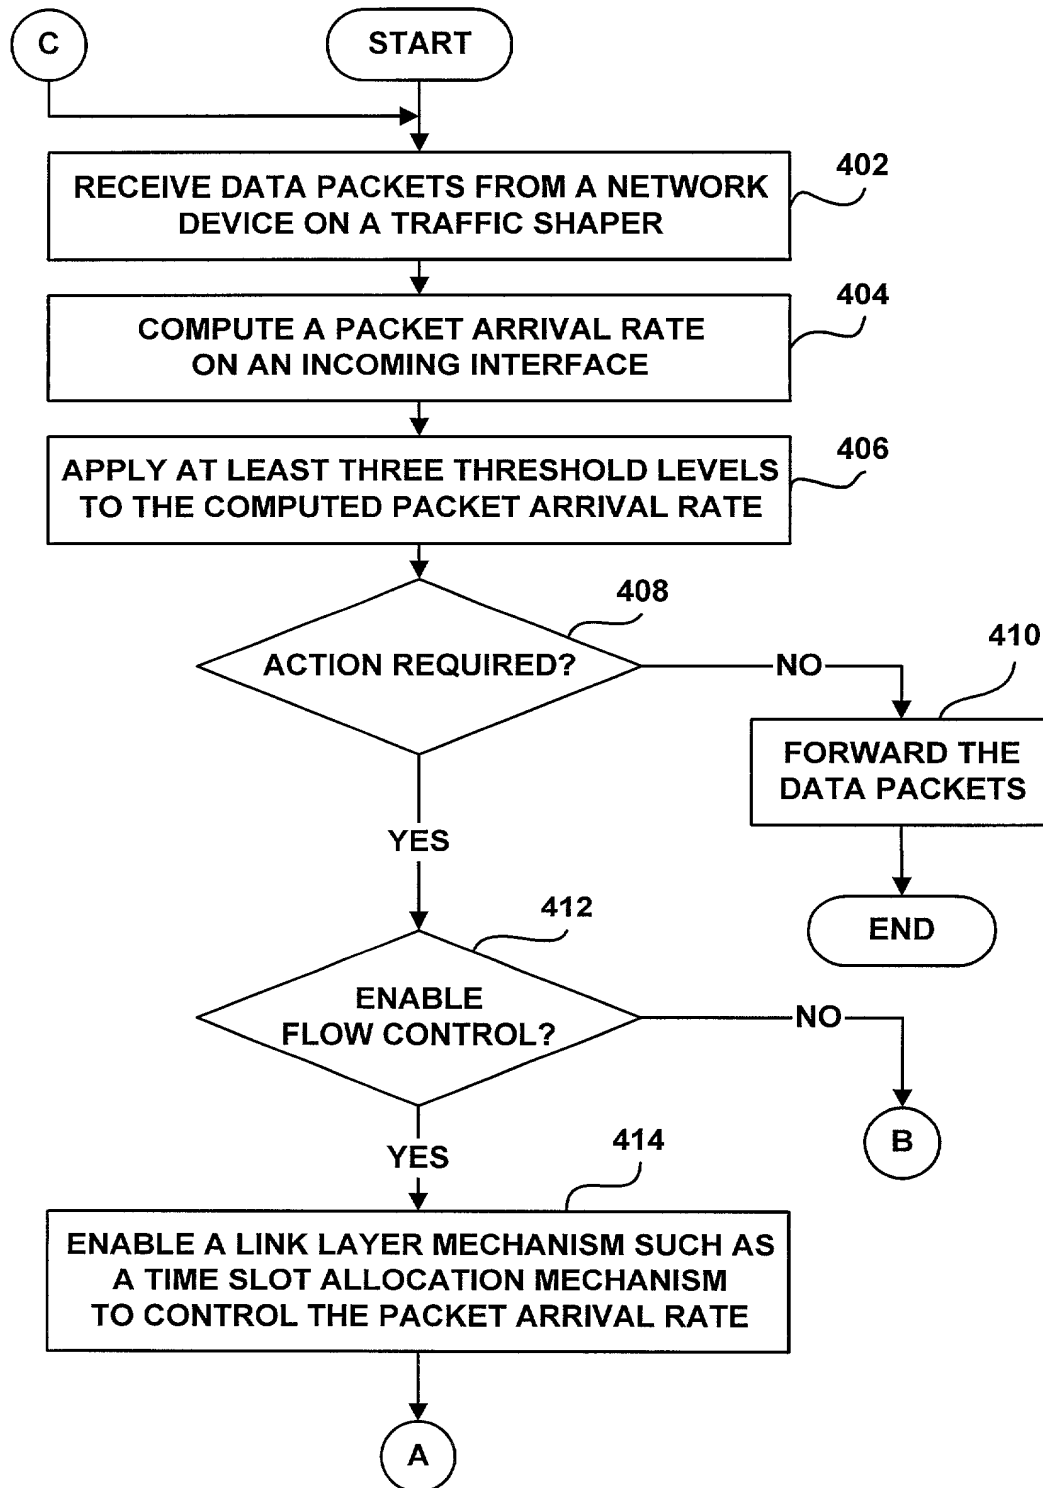 C
START
402
RECEIVE DATA PACKETS FROM A NETWORK
DEVICE ON A TRAFFIC SHAPER
404
COMPUTE A PACKET ARRIVAL RATE
ON AN INCOMING INTERFACE
406
APPLY AT LEAST THREE THRESHOLD LEVELS
TO THE COMPUTED PACKET ARRIVAL RATE
408
ACTION REQUIRED?
NO
410
FORWARD THE
DATA PACKETS
YES
END
412
ENABLE
FLOW CONTROL?
NO
B
YES
414
ENABLE A LINK LAYER MECHANISM SUCH AS
A TIME SLOT ALLOCATION MECHANISM
TO CONTROL THE PACKET ARRIVAL RATE
A